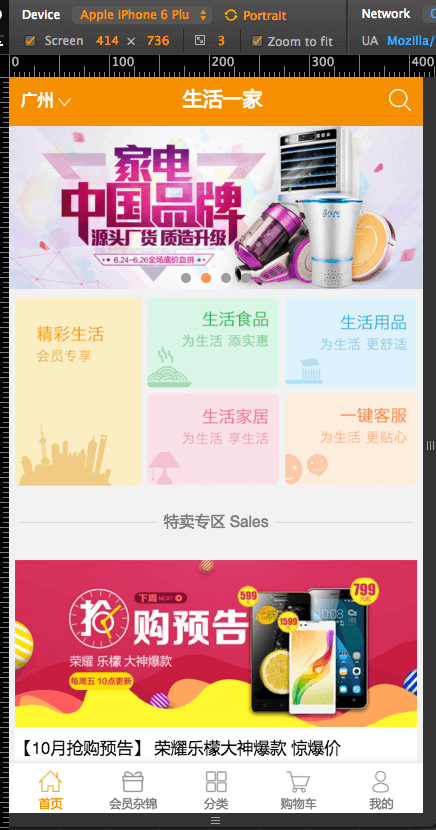 Device Apple iPhone 6 Plu Portrait Network
Screen 414 × 736 Zoom to fit UA Mozilla/
0 100 200 300 400
广州 生活一家
家电
中国品牌
源头厂货 质造升级
6.24-6.26全场底价血拼
精彩生活
会员专享
生活食品
为生活 添实惠
生活用品
为生活 更舒适
生活家居
为生活 享生活
一键客服
为生活 更贴心
特卖专区 Sales
下周 NEXT
抢购预告
荣耀 乐檬 大神爆款
每周五 10点更新
599
1599
799
【10月抢购预告】 荣耀乐檬大神爆款 惊爆价
首页 会员杂锦 分类 购物车 我的